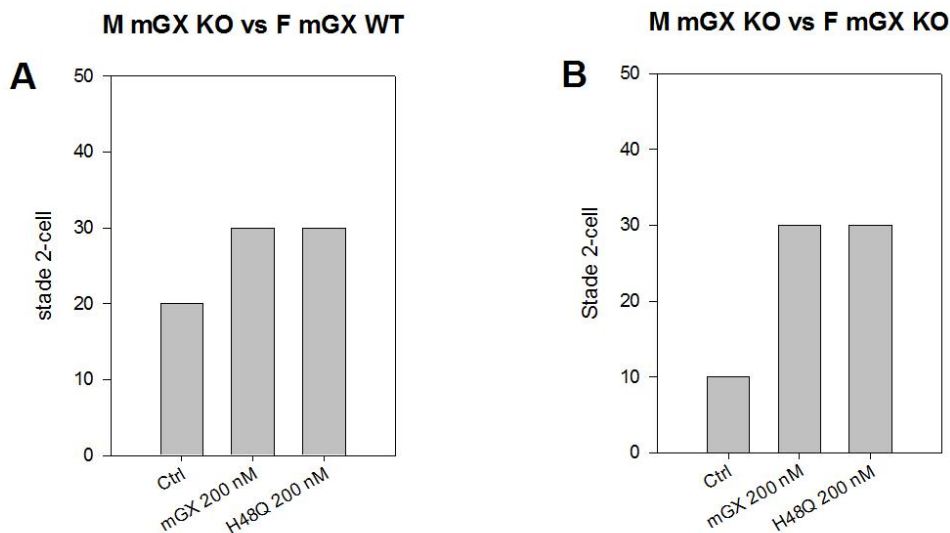 M mGX KO vs F mGX WT
A
50
40
30
20
10
0
stade 2-cell
Ctrl
mGX 200 nM
H48Q 200 nM
M mGX KO vs F mGX KO
B
50
40
30
20
10
0
Stade 2-cell
Ctrl
mGX 200 nM
H48Q 200 nM